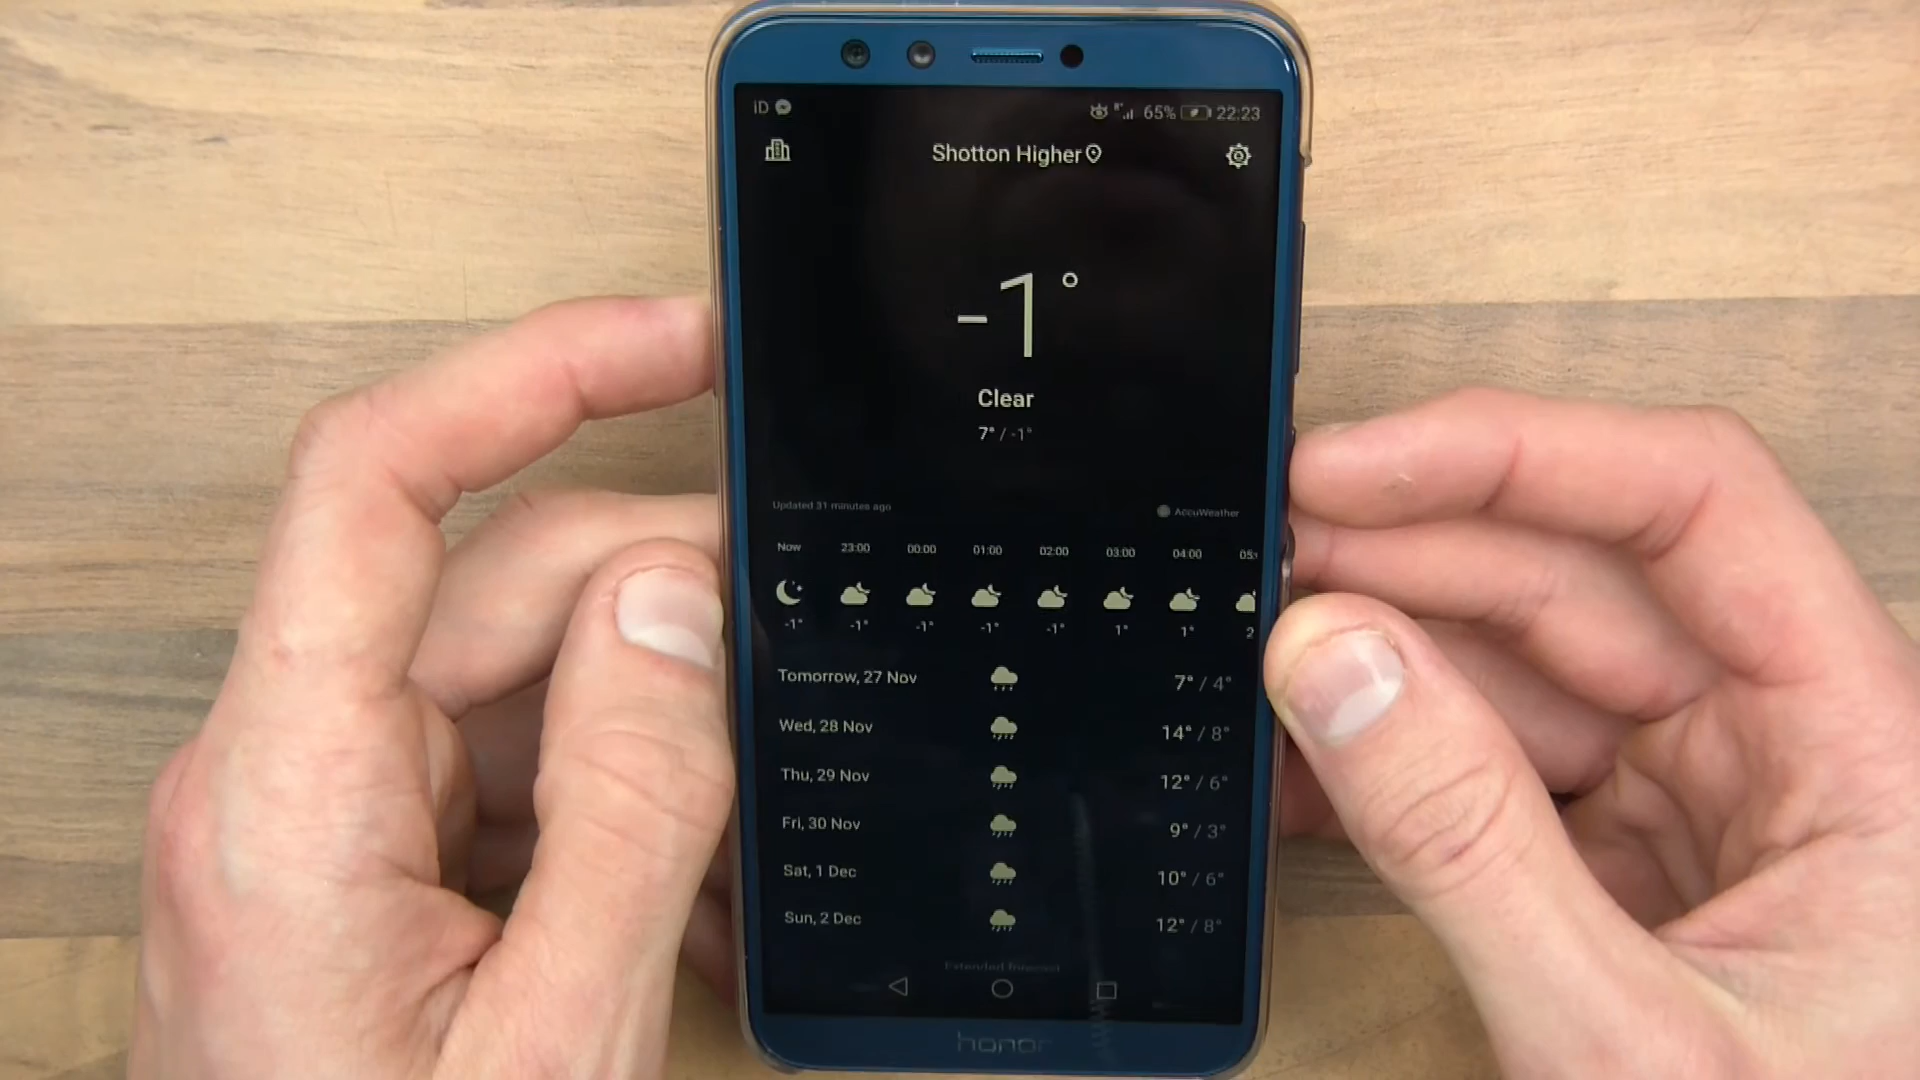 iD 65% 22:23
Shotton Higher
-1°
Clear
7° / -1°
Updated 31 minutes ago AccuWeather
Now 23:00 00:00 01:00 02:00 03:00 04:00 05:
-1° -1° -1° -1° -1° 1° 1° 2
Tomorrow, 27 Nov 7° / 4°
Wed, 28 Nov 14° / 8°
Thu, 29 Nov 12° / 6°
Fri, 30 Nov 9° / 3°
Sat, 1 Dec 10° / 6°
Sun, 2 Dec 12° / 8°
Extended forecast
honor